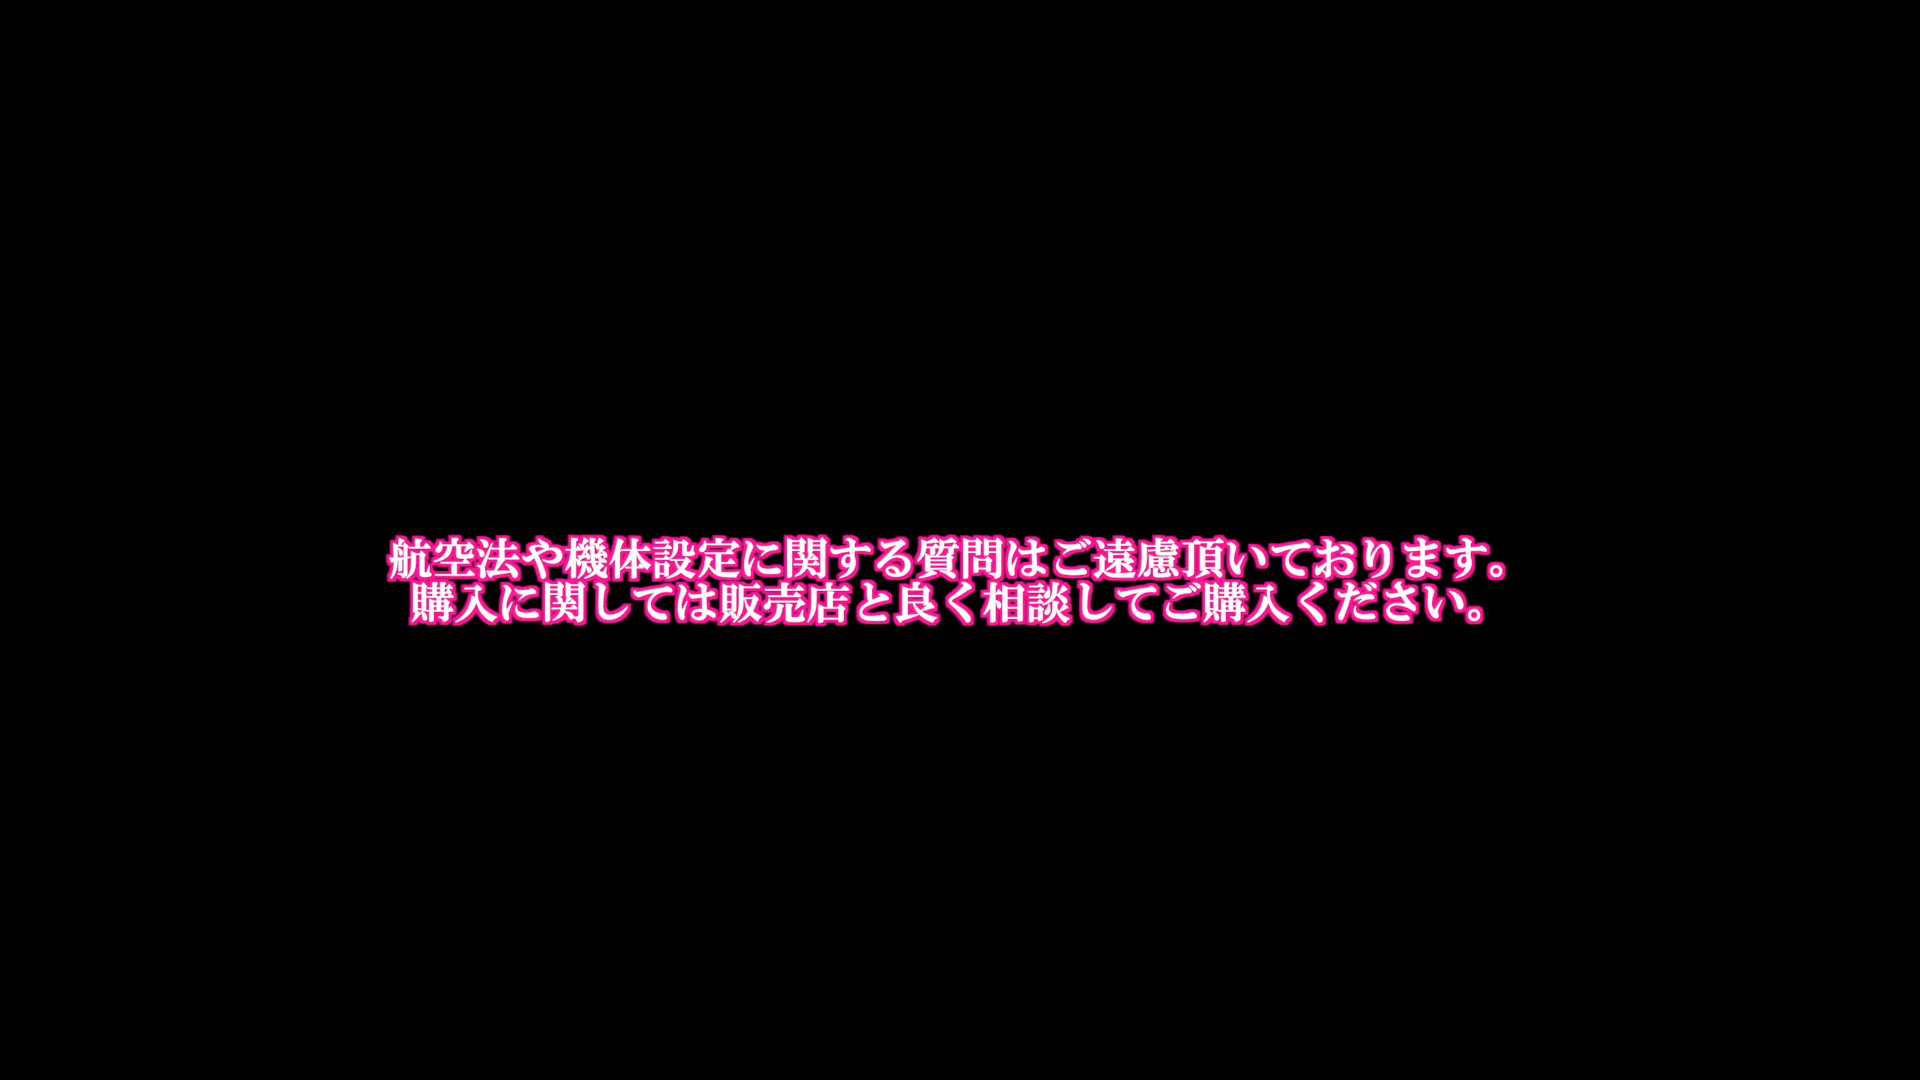 航空法や機体設定に関する質問はご遠慮頂いております。
購入に関しては販売店と良く相談してご購入ください。